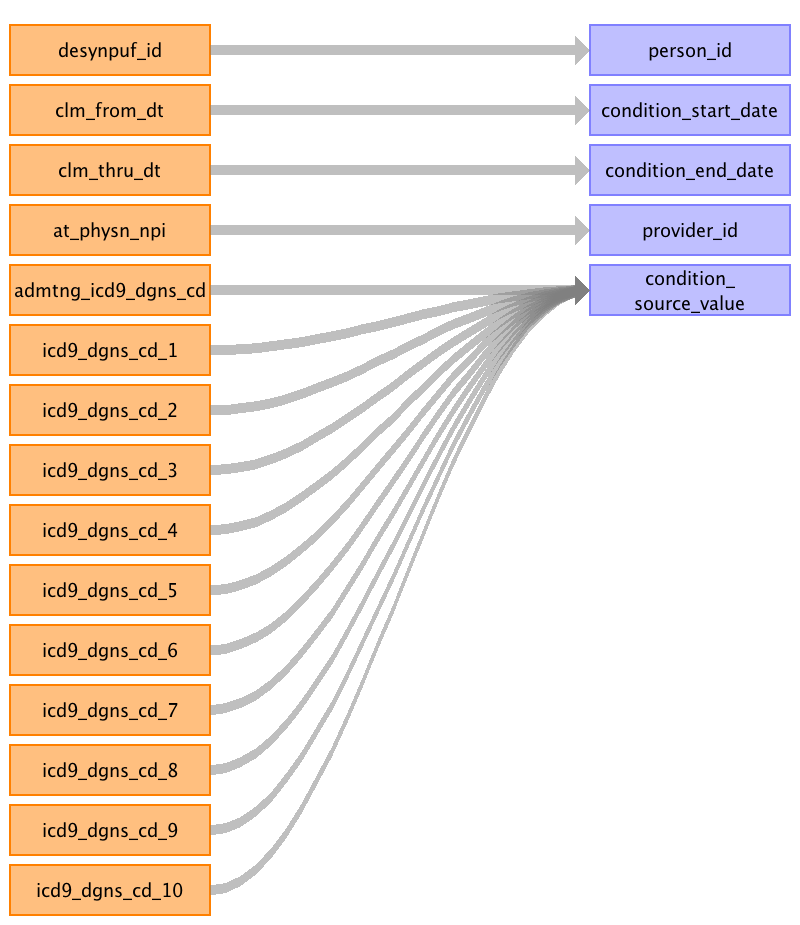 desynpuf_id
person_id
clm_from_dt
condition_start_date
clm_thru_dt
condition_end_date
at_physn_npi
provider_id
admtng_icd9_dgns_cd
condition_
source_value
icd9_dgns_cd_1
icd9_dgns_cd_2
icd9_dgns_cd_3
icd9_dgns_cd_4
icd9_dgns_cd_5
icd9_dgns_cd_6
icd9_dgns_cd_7
icd9_dgns_cd_8
icd9_dgns_cd_9
icd9_dgns_cd_10